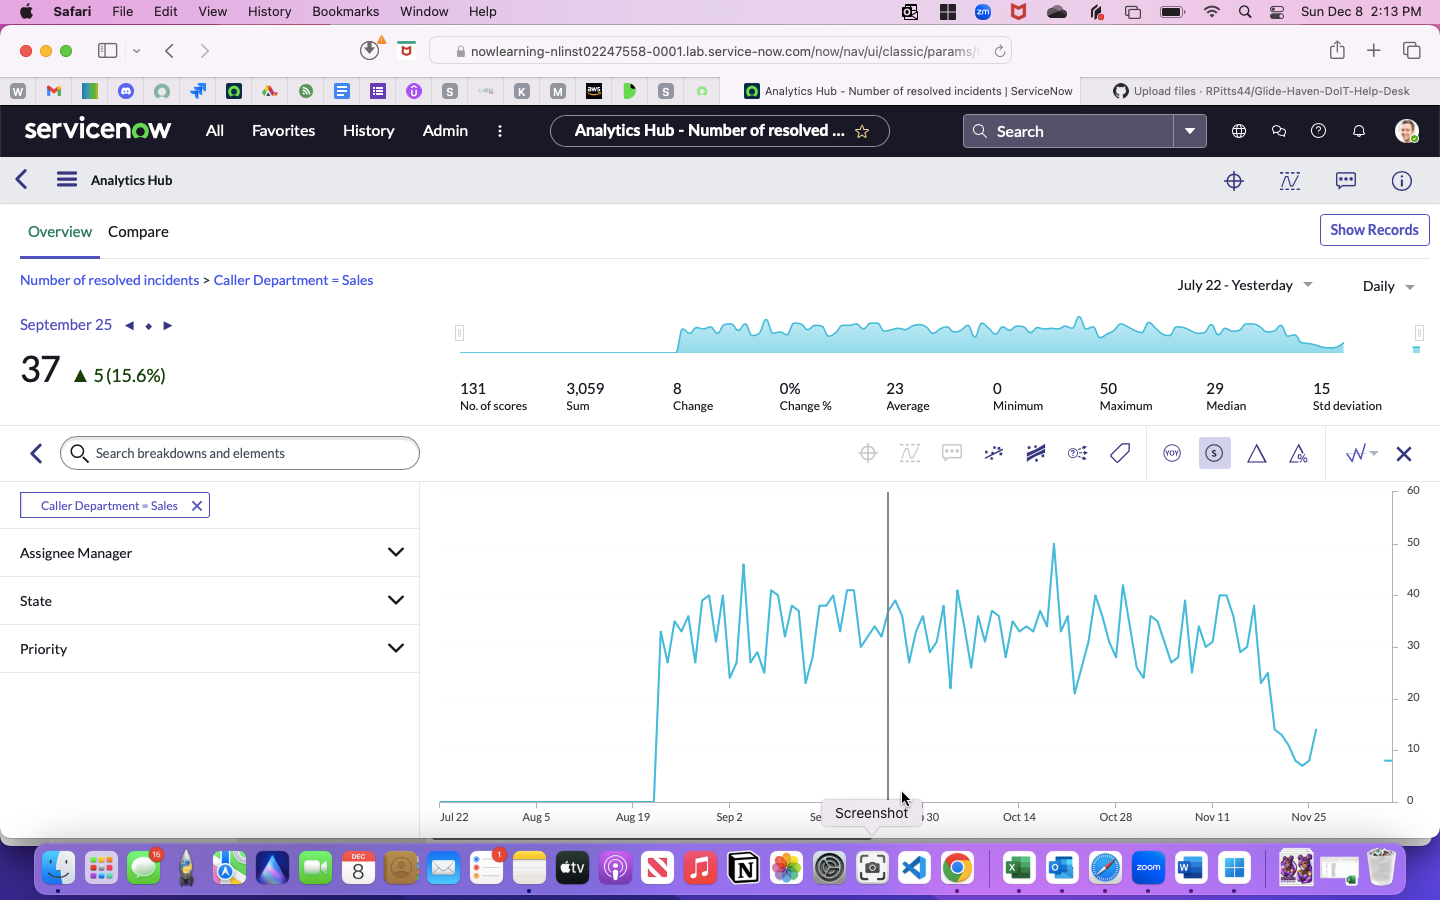 Safari File Edit View History Bookmarks Window Help
zm
Sun Dec 8 2:13 PM
nowlearning-nlinst02247558-0001.lab.service-now.com/now/nav/ui/classic/params/
W
S
K
M
aws
S
Analytics Hub - Number of resolved incidents | ServiceNow
Upload files · RPitts44/Glide-Haven-DoIT-Help-Desk
servicenow
All Favorites History Admin
Analytics Hub - Number of resolved ...
Search
Analytics Hub
Overview Compare
Show Records
Number of resolved incidents > Caller Department = Sales
July 22 - Yesterday
Daily
September 25
37 ▲ 5 (15.6%)
131 3,059 8 0% 23 0 50 29 15
No. of scores Sum Change Change % Average Minimum Maximum Median Std deviation
Search breakdowns and elements
YOY
S
%
Caller Department = Sales
Assignee Manager
State
Priority
60
50
40
30
20
10
0
Jul 22 Aug 5 Aug 19 Sep 2 Se 30 Oct 14 Oct 28 Nov 11 Nov 25
Screenshot
15
DEC
8
1
tv
zoom